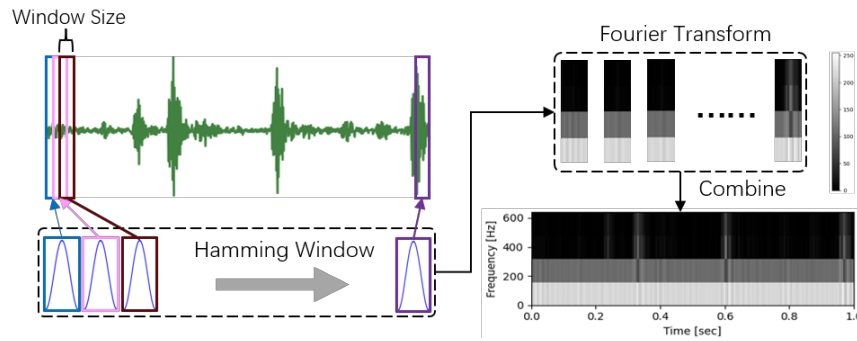 Window Size
Fourier Transform
250
200
150
100
50
0
......
Combine
Hamming Window
Frequency [Hz]
600
400
200
0
0.0 0.2 0.4 0.6 0.8 1.0
Time [sec]